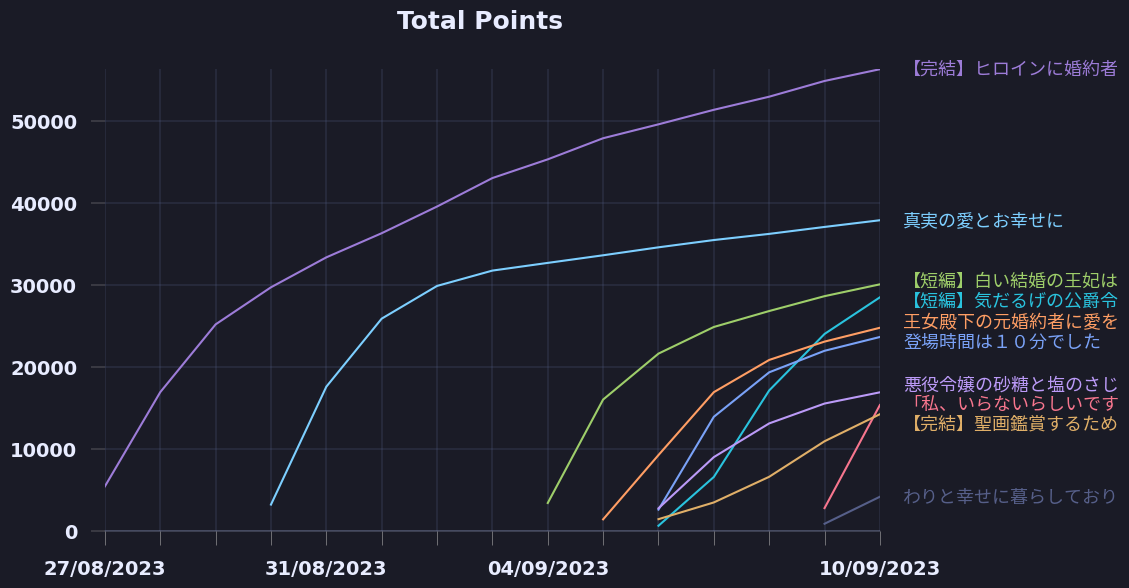 Total Points
【完結】ヒロインに婚約者
50000
40000
真実の愛とお幸せに
30000
【短編】白い結婚の王妃は
【短編】気だるげの公爵令
王女殿下の元婚約者に愛を
登場時間は１０分でした
20000
悪役令嬢の砂糖と塩のさじ
「私、いらないらしいです
【完結】聖画鑑賞するため
10000
わりと幸せに暮らしており
0
27/08/2023 31/08/2023 04/09/2023 10/09/2023